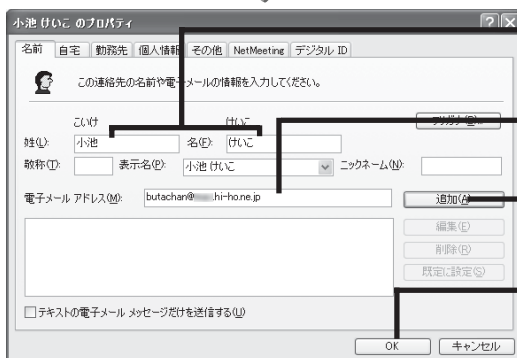 小池 けいこ のプロパティ
名前 自宅 勤務先 個人情報 その他 NetMeeting デジタル ID
この連絡先の名前や電子メールの情報を入力してください。
こいけ けいこ
姓(L): 小池 名(F): けいこ
敬称(T): 表示名(P): 小池 けいこ ニックネーム(N):
電子メール アドレス(M): butachan@ .hi-ho.ne.jp 追加(A)
編集(E)
削除(R)
既定に設定(S)
テキストの電子メール メッセージだけを送信する(U)
OK キャンセル